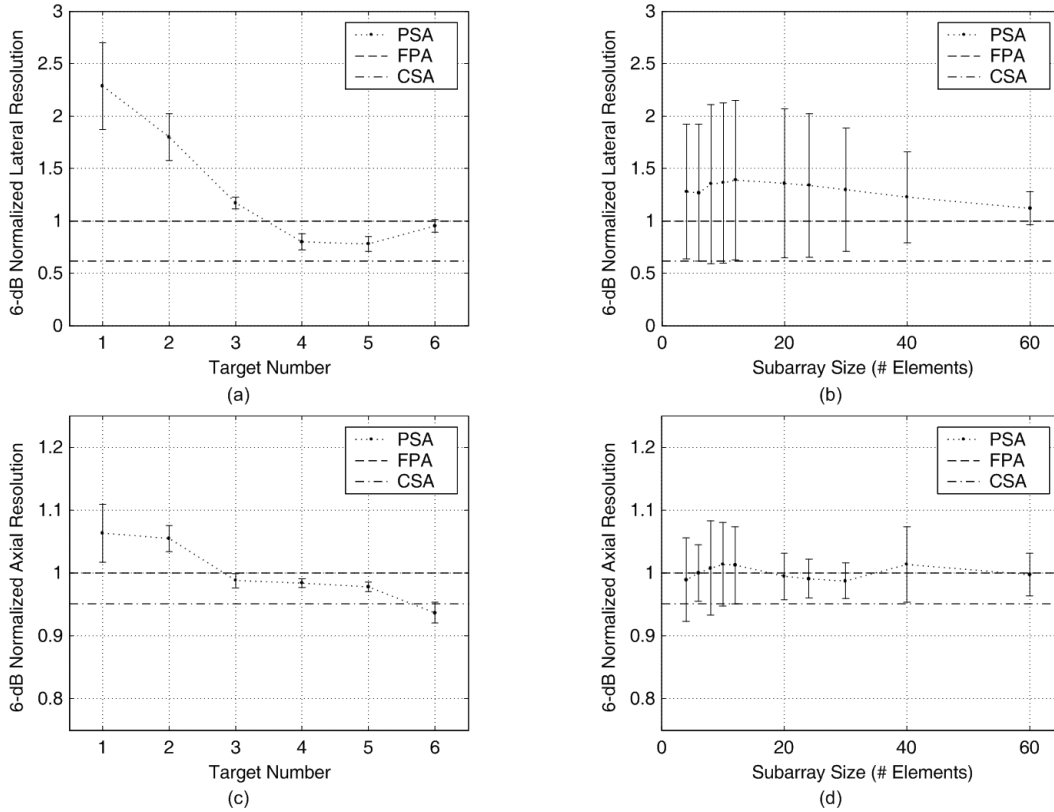 6-dB Normalized Lateral Resolution
3
2.5
2
1.5
1
0.5
0
PSA
FPA
CSA
1 2 3 4 5 6
Target Number
(a)
6-dB Normalized Lateral Resolution
3
2.5
2
1.5
1
0.5
0
PSA
FPA
CSA
0 20 40 60
Subarray Size (# Elements)
(b)
6-dB Normalized Axial Resolution
1.2
1.1
1
0.9
0.8
PSA
FPA
CSA
1 2 3 4 5 6
Target Number
(c)
6-dB Normalized Axial Resolution
1.2
1.1
1
0.9
0.8
PSA
FPA
CSA
0 20 40 60
Subarray Size (# Elements)
(d)